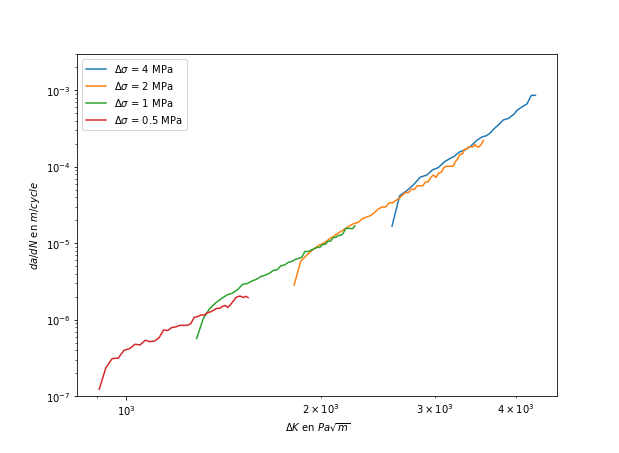 Δσ = 4 MPa
Δσ = 2 MPa
Δσ = 1 MPa
Δσ = 0.5 MPa
10⁻³
10⁻⁴
10⁻⁵
10⁻⁶
10⁻⁷
da/dN en m/cycle
10³
2 × 10³
3 × 10³
4 × 10³
ΔK en Pa√m